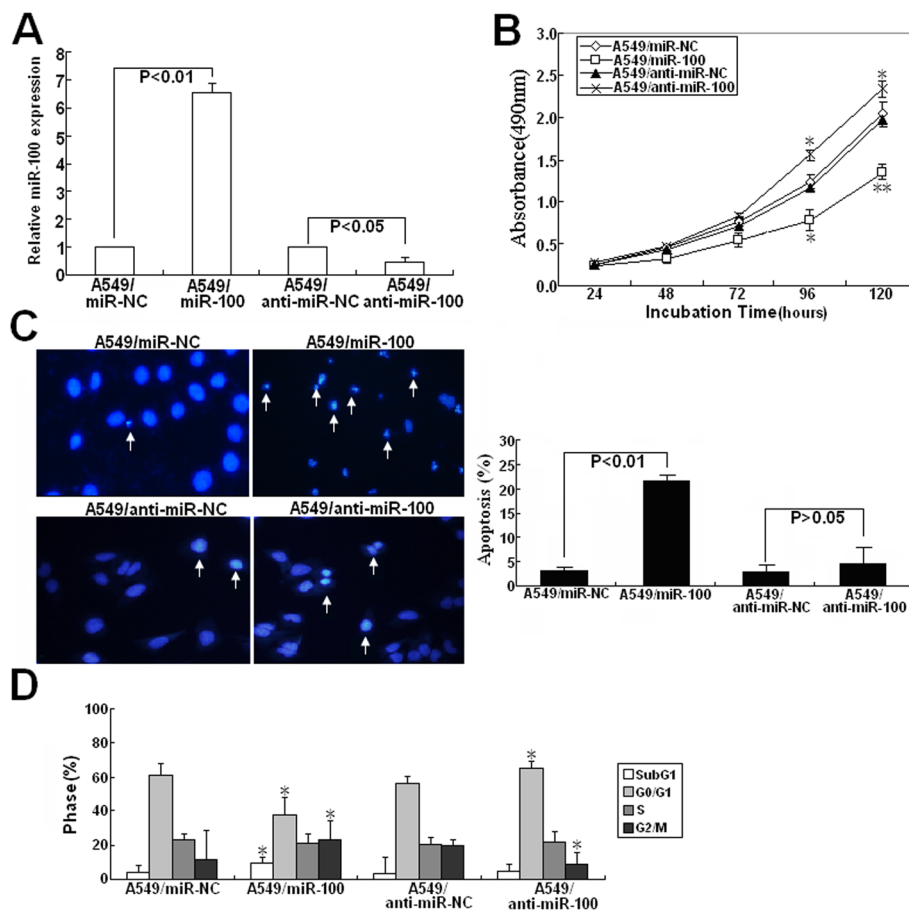 A
Relative miR-100 expression
8
7
6
5
4
3
2
1
0
P<0.01
P<0.05
A549/
miR-NC
A549/
miR-100
A549/
anti-miR-NC
A549/
anti-miR-100
B
Absorbance(490nm)
3.0
2.5
2.0
1.5
1.0
0.5
0.0
A549/miR-NC
A549/miR-100
A549/anti-miR-NC
A549/anti-miR-100
*
*
*
**
24
48
72
96
120
Incubation Time(hours)
C
A549/miR-NC
A549/miR-100
A549/anti-miR-NC
A549/anti-miR-100
Apoptosis (%)
30
25
20
15
10
5
0
P<0.01
P>0.05
A549/miR-NC
A549/miR-100
A549/
anti-miR-NC
A549/
anti-miR-100
D
Phase (%)
100
80
60
40
20
0
*
*
*
*
*
SubG1
G0/G1
S
G2/M
A549/miR-NC
A549/miR-100
A549/
anti-miR-NC
A549/
anti-miR-100